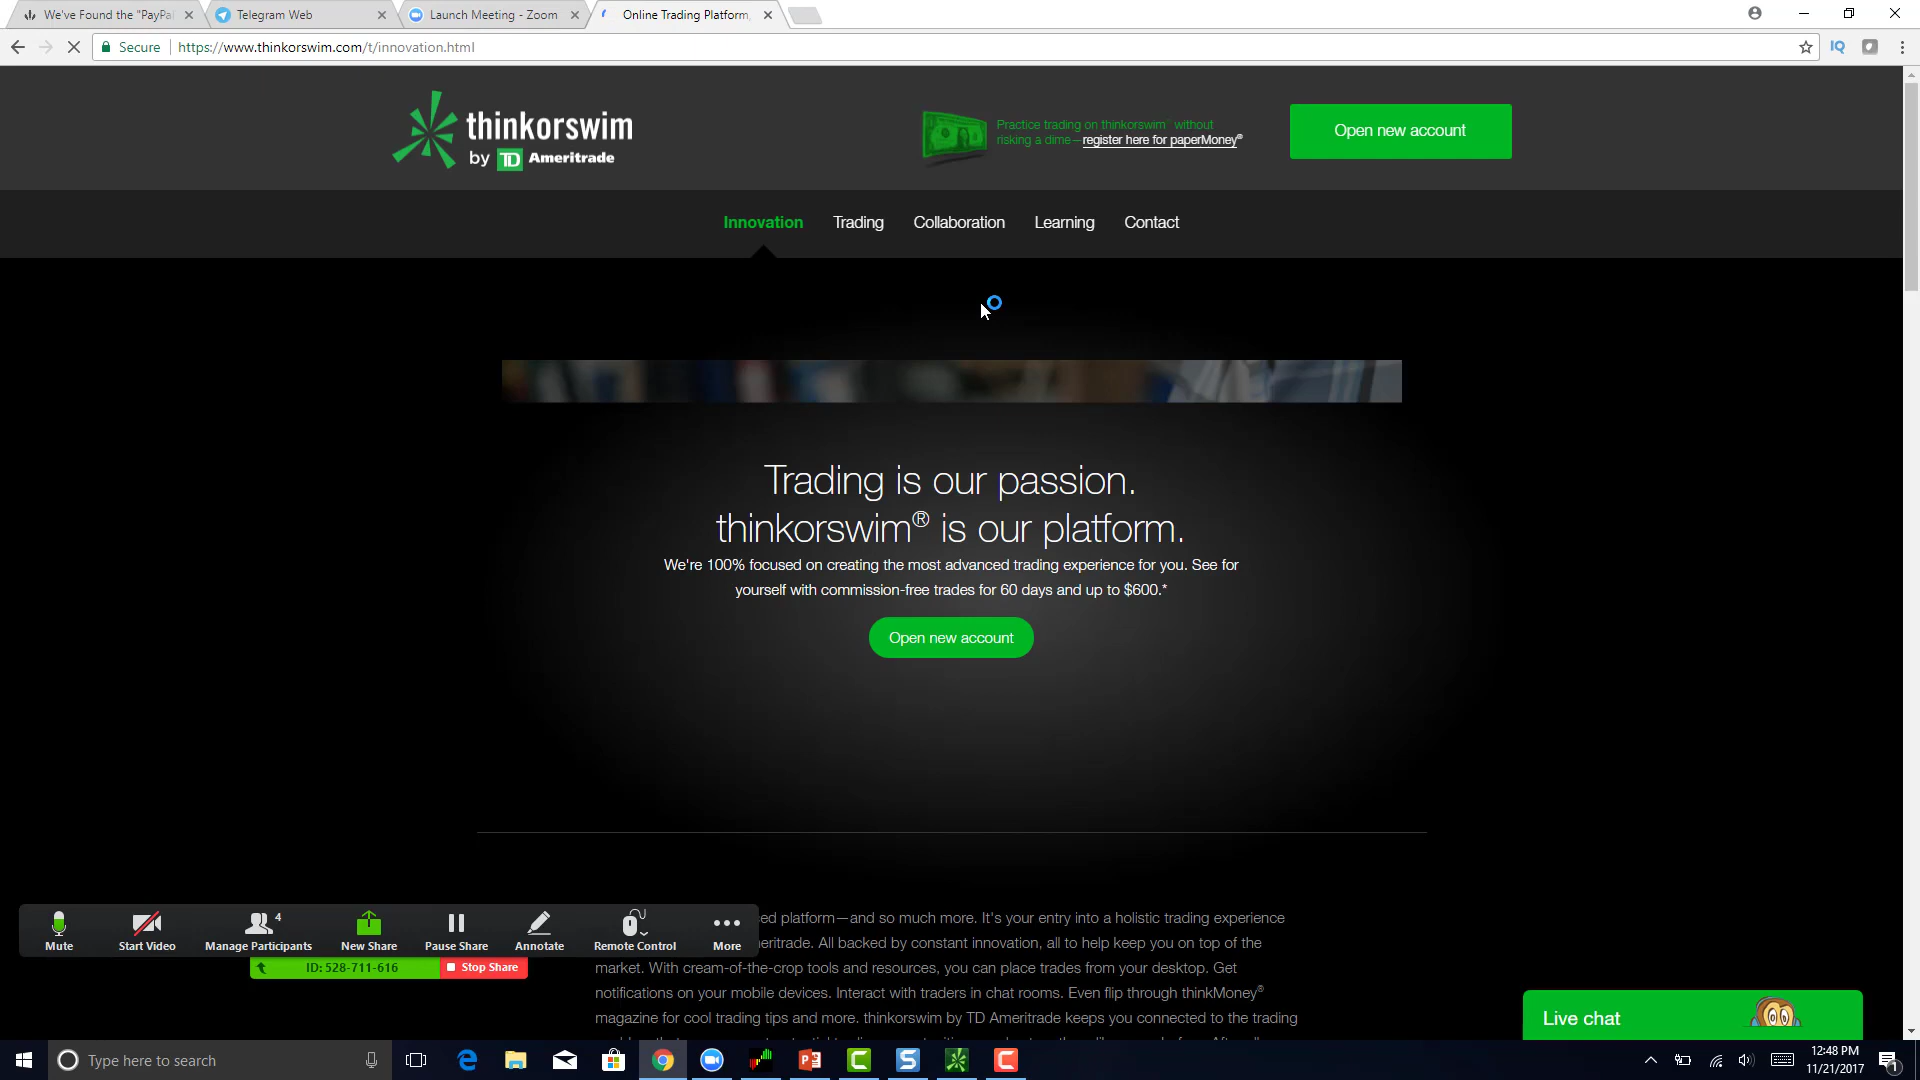 We've Found the "PayPal
Telegram Web
Launch Meeting - Zoom
Online Trading Platform,
Secure
https://www.thinkorswim.com/t/innovation.html
IQ
thinkorswim
by TD Ameritrade
Practice trading on thinkorswim® without
risking a dime—register here for paperMoney®
Open new account
Innovation
Trading
Collaboration
Learning
Contact
Trading is our passion.
thinkorswim® is our platform.
We're 100% focused on creating the most advanced trading experience for you. See for
yourself with commission-free trades for 60 days and up to $600.*
Open new account
ed platform—and so much more. It's your entry into a holistic trading experience
eritrade. All backed by constant innovation, all to help keep you on top of the
market. With cream-of-the-crop tools and resources, you can place trades from your desktop. Get
notifications on your mobile devices. Interact with traders in chat rooms. Even flip through thinkMoney®
magazine for cool trading tips and more. thinkorswim by TD Ameritrade keeps you connected to the trading
Mute
Start Video
4
Manage Participants
New Share
Pause Share
Annotate
Remote Control
More
ID: 528-711-616
Stop Share
Live chat
Type here to search
12:48 PM
11/21/2017
1